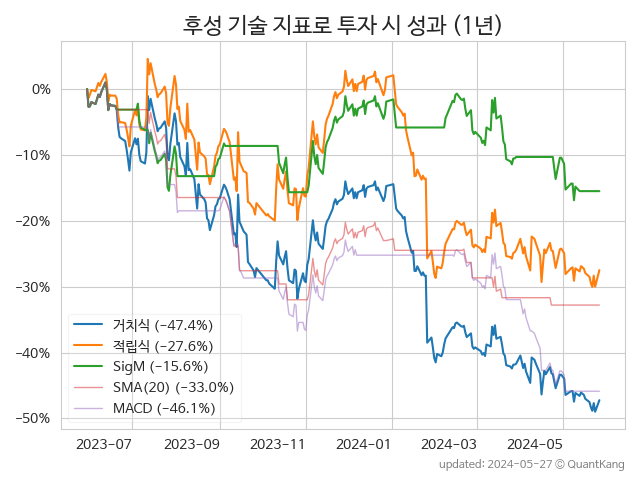 후성 기술 지표로 투자 시 성과 (1년)
0%
−10%
−20%
−30%
−40%
−50%
거치식 (−47.4%)
적립식 (−27.6%)
SigM (−15.6%)
SMA(20) (−33.0%)
MACD (−46.1%)
2023−07 2023−09 2023−11 2024−01 2024−03 2024−05
updated: 2024−05−27 ⓒ QuantKang